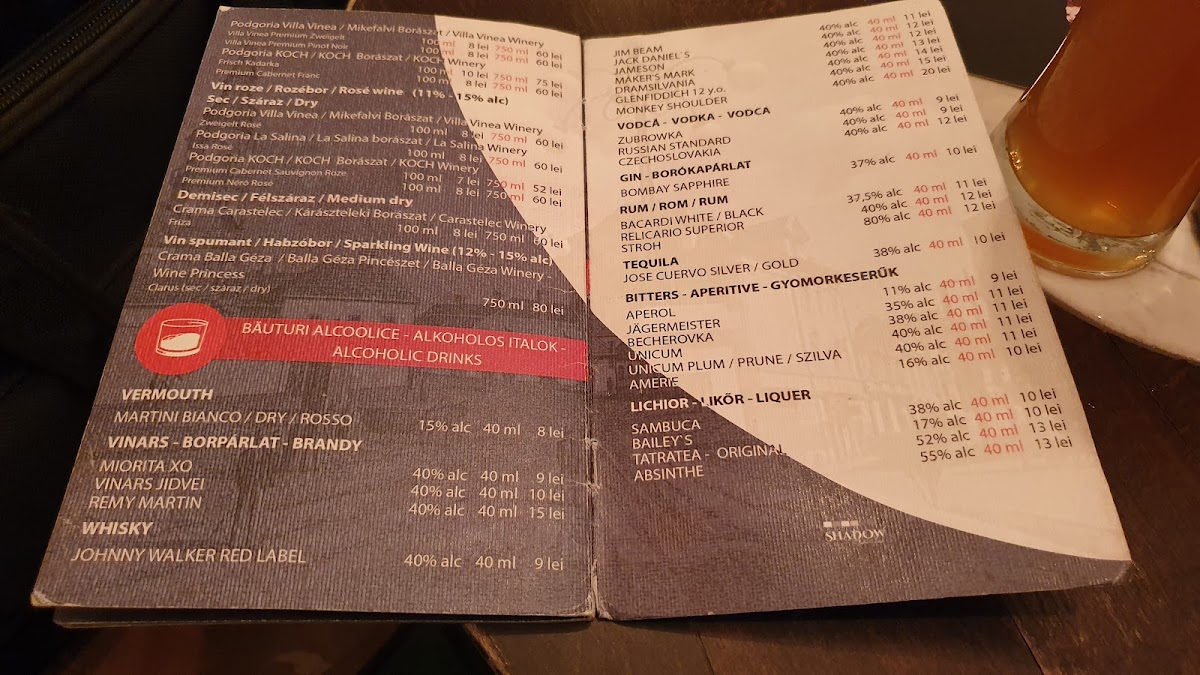 Podgoria Villa Vinea / Mikefalvi Borászat / Villa Vinea Winery
Villa Vinea Premium Zweigelt
100 ml 8 lei 750 ml 60 lei
Villa Vinea Premium Pinot Noir
100 ml 8 lei 750 ml 60 lei
Podgoria KOCH / KOCH Borászat / KOCH Winery
Frisch Kadarka
100 ml 10 lei 750 ml 75 lei
Premium Cabernet Franc
100 ml 8 lei 750 ml 60 lei
Vin roze / Rozébor / Rosé wine (11% - 15% alc)
Sec / Száraz / Dry
Podgoria Villa Vinea / Mikefalvi Borászat / Villa Vinea Winery
Zweigelt Rosé
100 ml 8 lei 750 ml 60 lei
Podgoria La Salina / La Salina borászat / La Salina Winery
Issa Rose
100 ml 8 lei 750 ml 60 lei
Podgoria KOCH / KOCH Borászat / KOCH Winery
Premium Cabernet Sauvignon Roze
100 ml 7 lei 750 ml 52 lei
Premium Nero Rosé
100 ml 8 lei 750 ml 60 lei
Demisec / Félszáraz / Medium dry
Crama Carastelec / Kárászteleki Borászat / Carastelec Winery
Friza
100 ml 8 lei 750 ml 60 lei
Vin spumant / Habzóbor / Sparkling Wine (12% - 15% alc)
Crama Balla Géza / Balla Géza Pincészet / Balla Géza Winery -
Wine Princess
Clarus (sec / száraz / dry)
750 ml 80 lei
BĂUTURI ALCOOLICE - ALKOHOLOS ITALOK -
ALCOHOLIC DRINKS
VERMOUTH
MARTINI BIANCO / DRY / ROSSO 15% alc 40 ml 8 lei
VINARS - BORPÁRLAT - BRANDY
MIORITA XO 40% alc 40 ml 9 lei
VINARS JIDVEI 40% alc 40 ml 10 lei
REMY MARTIN 40% alc 40 ml 15 lei
WHISKY
JOHNNY WALKER RED LABEL 40% alc 40 ml 9 lei
JIM BEAM 40% alc 40 ml 11 lei
JACK DANIEL`S 40% alc 40 ml 12 lei
JAMESON 40% alc 40 ml 12 lei
MAKER'S MARK 40% alc 40 ml 13 lei
DRAMSILVANIA 40% alc 40 ml 14 lei
GLENFIDDICH 12 y.o. 40% alc 40 ml 15 lei
MONKEY SHOULDER 40% alc 40 ml 20 lei
VODCĂ - VODKA - VODCA
ZUBROWKA 40% alc 40 ml 9 lei
RUSSIAN STANDARD 40% alc 40 ml 9 lei
CZECHOSLOVAKIA 40% alc 40 ml 12 lei
GIN - BORÓKAPÁRLAT
BOMBAY SAPPHIRE 37% alc 40 ml 10 lei
RUM / ROM / RUM
BACARDI WHITE / BLACK 37,5% alc 40 ml 11 lei
RELICARIO SUPERIOR 40% alc 40 ml 12 lei
STROH 80% alc 40 ml 12 lei
TEQUILA
JOSE CUERVO SILVER / GOLD 38% alc 40 ml 10 lei
BITTERS - APERITIVE - GYOMORKESERŰK
APEROL 11% alc 40 ml 9 lei
JÄGERMEISTER 35% alc 40 ml 11 lei
BECHEROVKA 38% alc 40 ml 11 lei
UNICUM 40% alc 40 ml 11 lei
UNICUM PLUM / PRUNE / SZILVA 40% alc 40 ml 11 lei
AMERIE 16% alc 40 ml 10 lei
LICHIOR - LIKŐR - LIQUER
SAMBUCA 38% alc 40 ml 10 lei
BAILEY`S 17% alc 40 ml 10 lei
TATRATEA - ORIGINAL 52% alc 40 ml 13 lei
ABSINTHE 55% alc 40 ml 13 lei
SHADOW